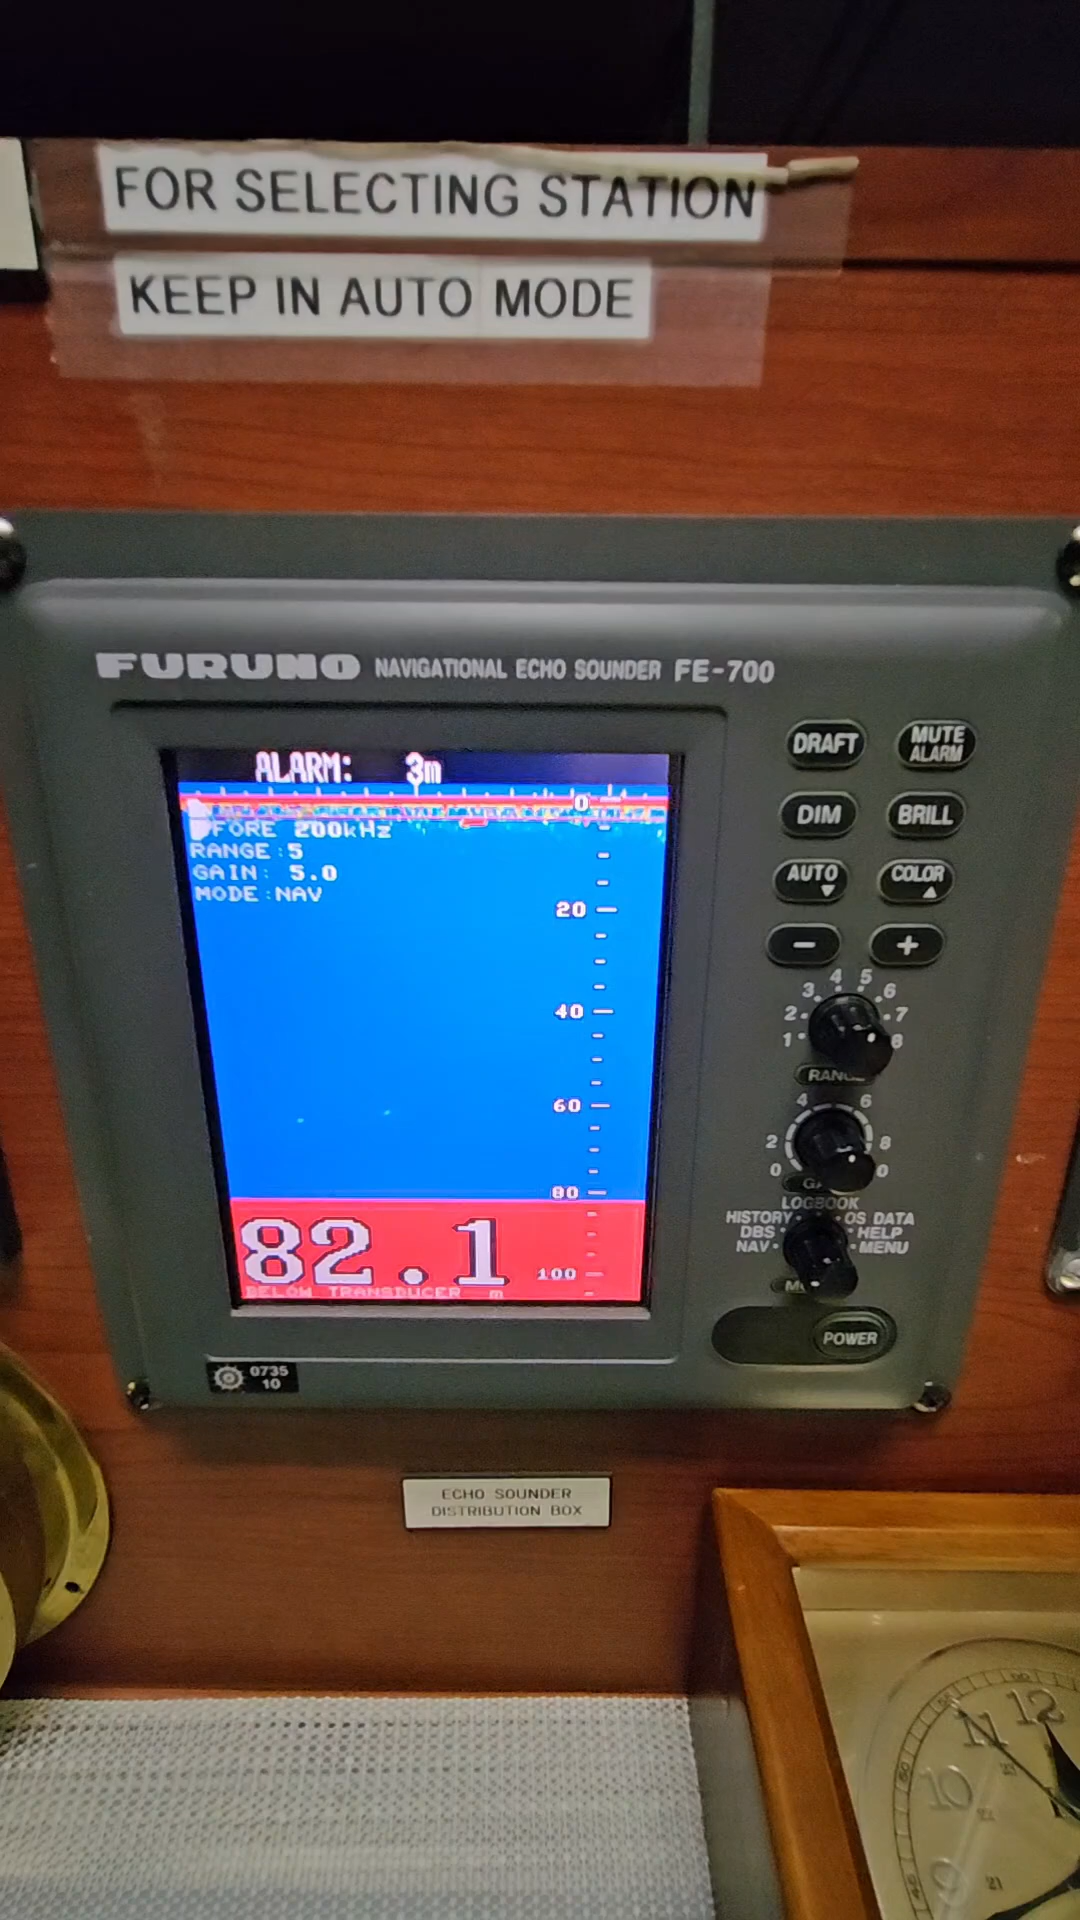 FOR SELECTING STATION
KEEP IN AUTO MODE
FURUNO NAVIGATIONAL ECHO SOUNDER FE-700
DRAFT
MUTE ALARM
DIM
BRILL
AUTO ▼
COLOR ▲
−
+
ALARM: 3m
FORE 200kHz
RANGE:5
GAIN: 5.0
MODE:NAV
0
20
40
60
80
100
82.1
BELOW TRANSDUCER m
1 2 3 4 5 6 7 8
0 2 4 6 8
LOGBOOK
HISTORY OS DATA
DBS HELP
NAV MENU
POWER
0735
10
ECHO SOUNDER
DISTRIBUTION BOX
12
10
9